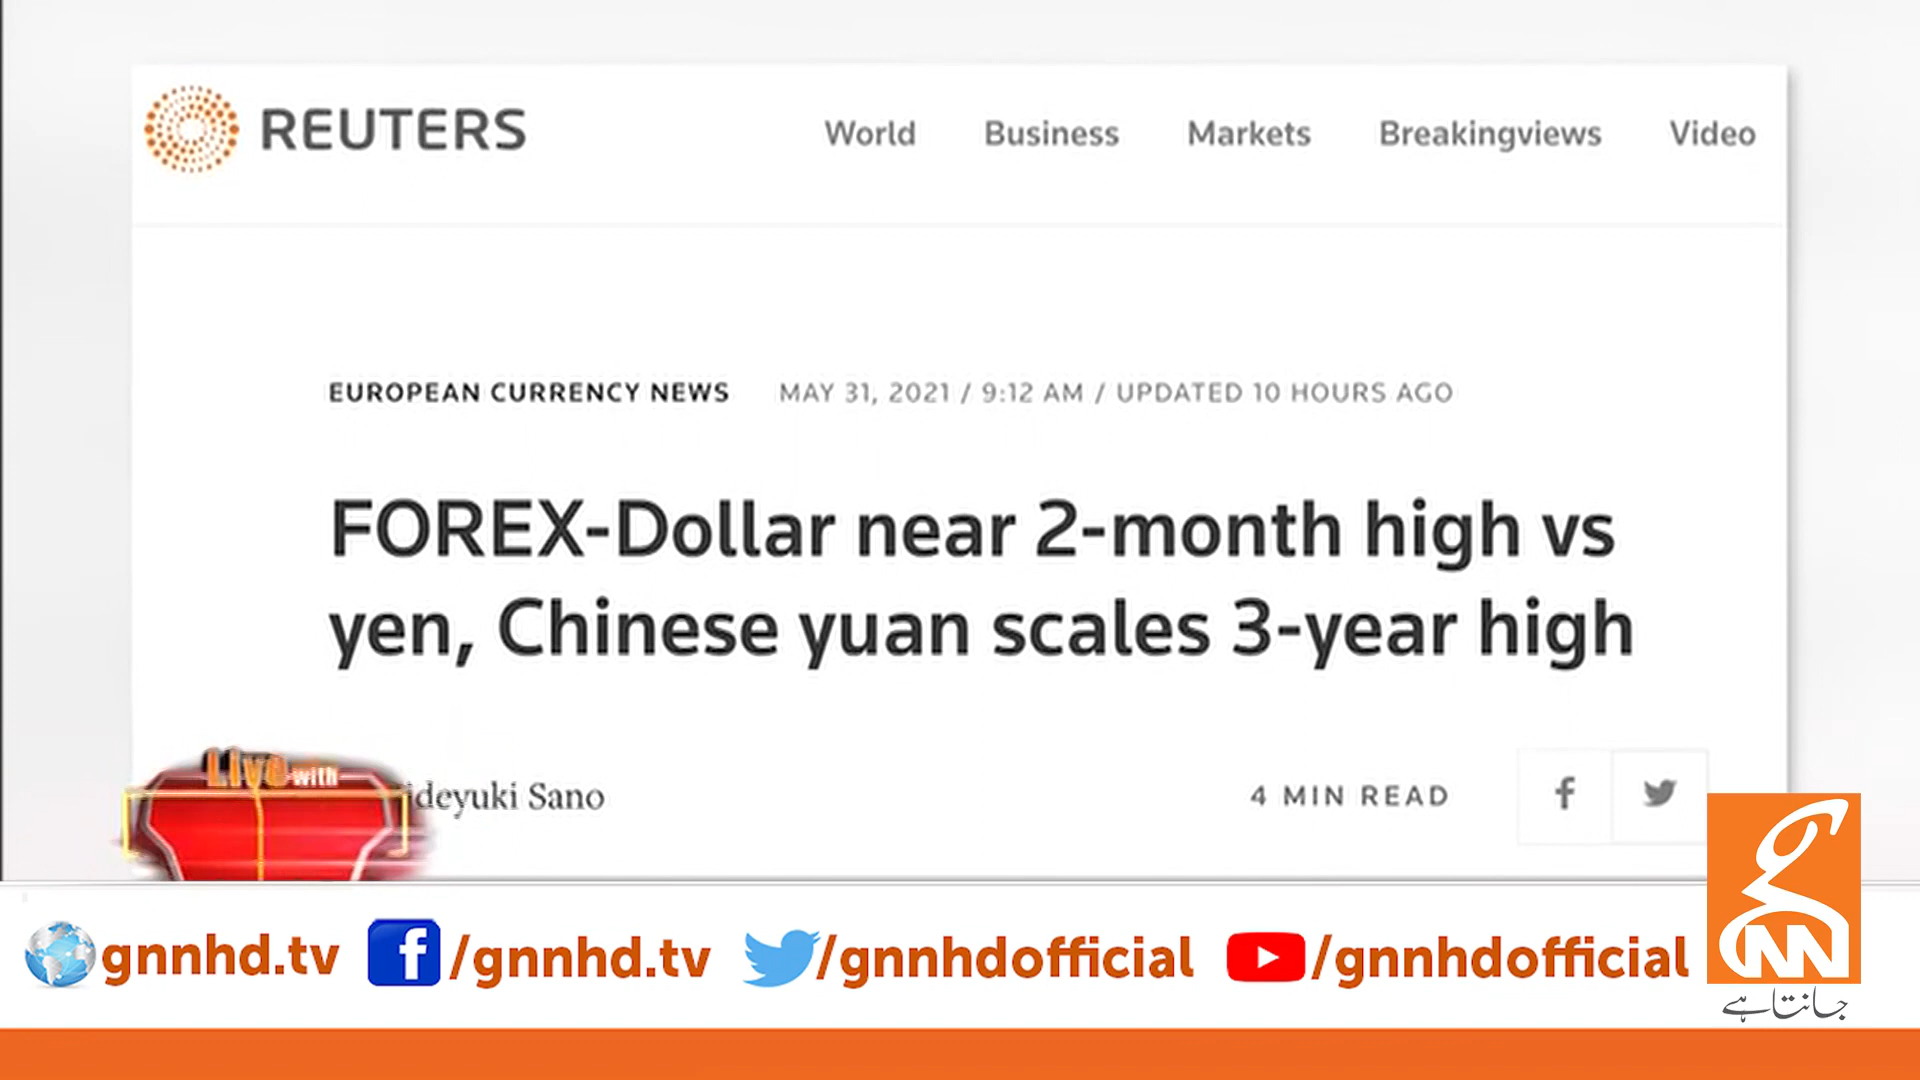 REUTERS World Business Markets Breakingviews Video
EUROPEAN CURRENCY NEWS MAY 31, 2021 / 9:12 AM / UPDATED 10 HOURS AGO
FOREX-Dollar near 2-month high vs
yen, Chinese yuan scales 3-year high
Live with
ideyuki Sano 4 MIN READ
gnnhd.tv /gnnhd.tv /gnnhdofficial /gnnhdofficial
GNN
جانتا ہے